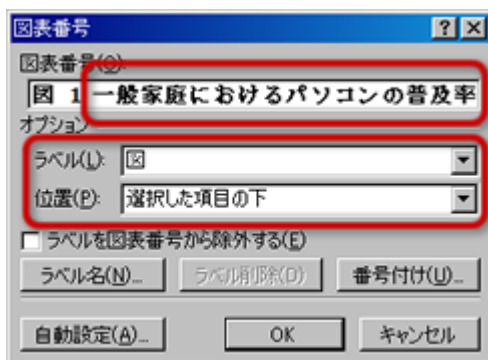 図表番号
図表番号(O):
図 1 一般家庭におけるパソコンの普及率
オプション
ラベル(L): 図
位置(P): 選択した項目の下
ラベルを図表番号から除外する(E)
ラベル名(N)... ラベル削除(D) 番号付け(U)...
自動設定(A)... OK キャンセル